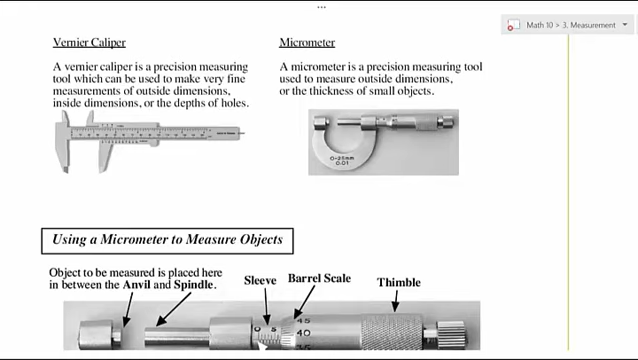 Math 10 > 3. Measurement
Vernier Caliper
A vernier caliper is a precision measuring
tool which can be used to make very fine
measurements of outside dimensions,
inside dimensions, or the depths of holes.
Micrometer
A micrometer is a precision measuring tool
used to measure outside dimensions,
or the thickness of small objects.
0-25mm
0.01
Using a Micrometer to Measure Objects
Object to be measured is placed here
in between the Anvil and Spindle.
Sleeve
Barrel Scale
Thimble
0 5
45
40